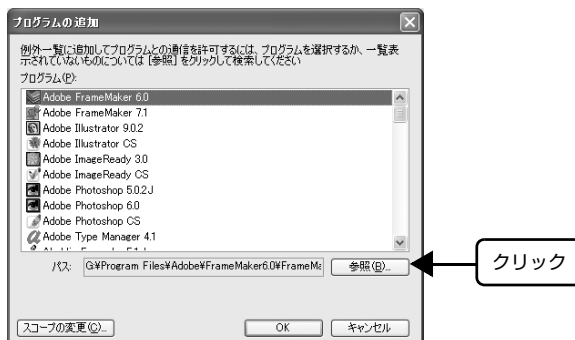 プログラムの追加
例外一覧に追加してプログラムとの通信を許可するには、プログラムを選択するか、一覧表
示されていないものについては [参照] をクリックして検索してください
プログラム(P):
Adobe FrameMaker 6.0
Adobe FrameMaker 7.1
Adobe Illustrator 9.0.2
Adobe Illustrator CS
Adobe ImageReady 3.0
Adobe ImageReady CS
Adobe Photoshop 5.0.2J
Adobe Photoshop 6.0
Adobe Photoshop CS
Adobe Type Manager 4.1
パス: G:¥Program Files¥Adobe¥FrameMaker6.0¥FrameMa 参照(B)...
クリック
スコープの変更(C)... OK キャンセル